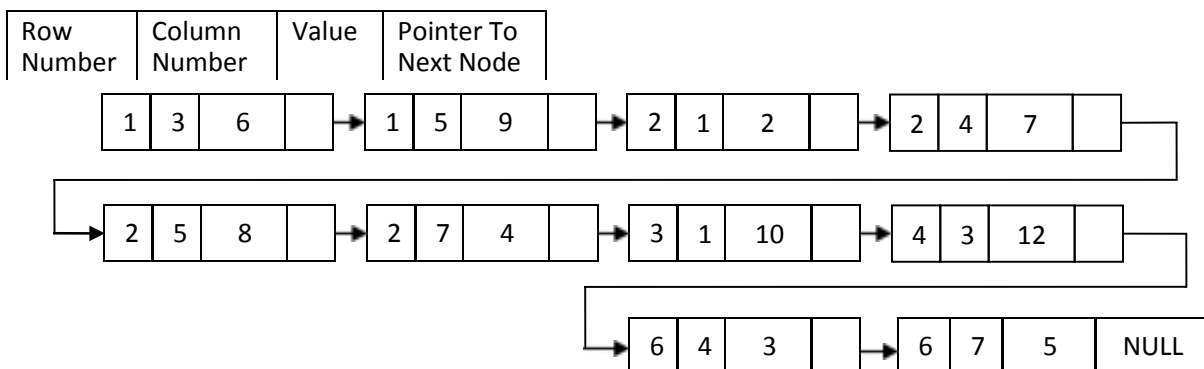 Row Number Column Number Value Pointer To Next Node
1 3 6 1 5 9 2 1 2 2 4 7
2 5 8 2 7 4 3 1 10 4 3 12
6 4 3 6 7 5 NULL